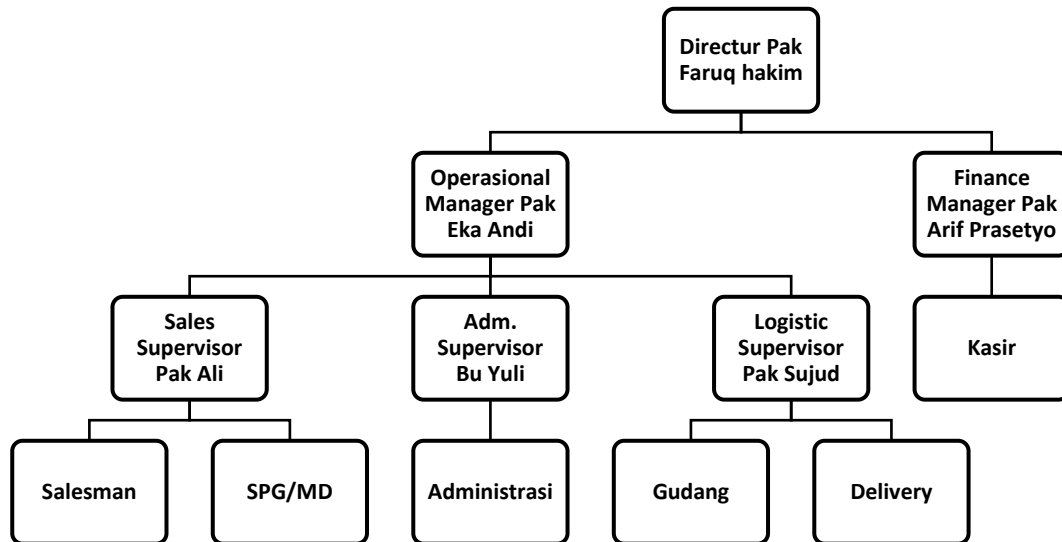 Directur Pak
Faruq hakim
Operasional
Manager Pak
Eka Andi
Finance
Manager Pak
Arif Prasetyo
Sales
Supervisor
Pak Ali
Adm.
Supervisor
Bu Yuli
Logistic
Supervisor
Pak Sujud
Kasir
Salesman
SPG/MD
Administrasi
Gudang
Delivery